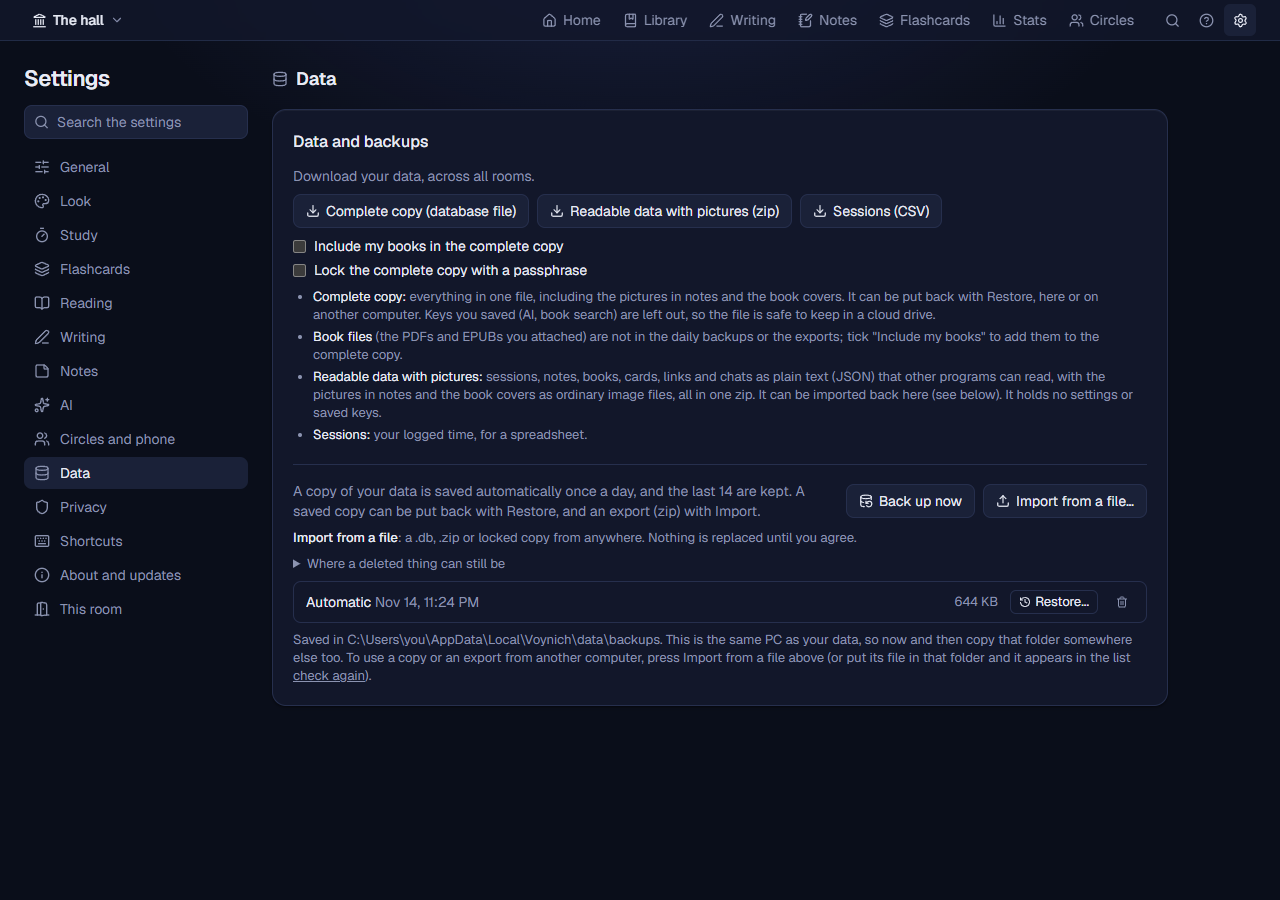 The hall
Home
Library
Writing
Notes
Flashcards
Stats
Circles
Settings
Search the settings
General
Look
Study
Flashcards
Reading
Writing
Notes
AI
Circles and phone
Data
Privacy
Shortcuts
About and updates
This room
Data
Data and backups
Download your data, across all rooms.
Complete copy (database file)
Readable data with pictures (zip)
Sessions (CSV)
Include my books in the complete copy
Lock the complete copy with a passphrase
• Complete copy: everything in one file, including the pictures in notes and the book covers. It can be put back with Restore, here or on
another computer. Keys you saved (AI, book search) are left out, so the file is safe to keep in a cloud drive.
• Book files (the PDFs and EPUBs you attached) are not in the daily backups or the exports; tick "Include my books" to add them to the
complete copy.
• Readable data with pictures: sessions, notes, books, cards, links and chats as plain text (JSON) that other programs can read, with the
pictures in notes and the book covers as ordinary image files, all in one zip. It can be imported back here (see below). It holds no settings or
saved keys.
• Sessions: your logged time, for a spreadsheet.
A copy of your data is saved automatically once a day, and the last 14 are kept. A
saved copy can be put back with Restore, and an export (zip) with Import.
Back up now
Import from a file…
Import from a file: a .db, .zip or locked copy from anywhere. Nothing is replaced until you agree.
Where a deleted thing can still be
Automatic Nov 14, 11:24 PM
644 KB
Restore…
Saved in C:\Users\you\AppData\Local\Voynich\data\backups. This is the same PC as your data, so now and then copy that folder somewhere
else too. To use a copy or an export from another computer, press Import from a file above (or put its file in that folder and it appears in the list
check again).